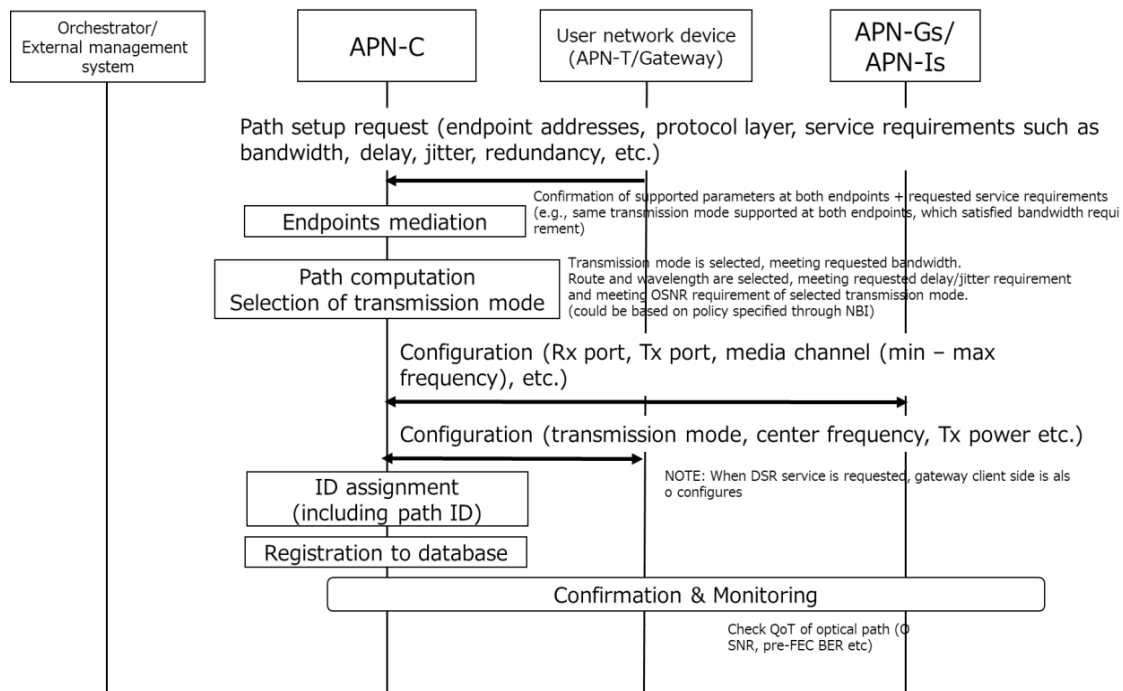 Orchestrator/
External management
system
APN-C
User network device
(APN-T/Gateway)
APN-Gs/
APN-Is
Path setup request (endpoint addresses, protocol layer, service requirements such as
bandwidth, delay, jitter, redundancy, etc.)
Confirmation of supported parameters at both endpoints + requested service requirements
(e.g., same transmission mode supported at both endpoints, which satisfied bandwidth requi
rement)
Endpoints mediation
Transmission mode is selected, meeting requested bandwidth.
Route and wavelength are selected, meeting requested delay/jitter requirement
and meeting OSNR requirement of selected transmission mode.
(could be based on policy specified through NBI)
Path computation
Selection of transmission mode
Configuration (Rx port, Tx port, media channel (min – max
frequency), etc.)
Configuration (transmission mode, center frequency, Tx power etc.)
NOTE: When DSR service is requested, gateway client side is als
o configures
ID assignment
(including path ID)
Registration to database
Confirmation & Monitoring
Check QoT of optical path (O
SNR, pre-FEC BER etc)